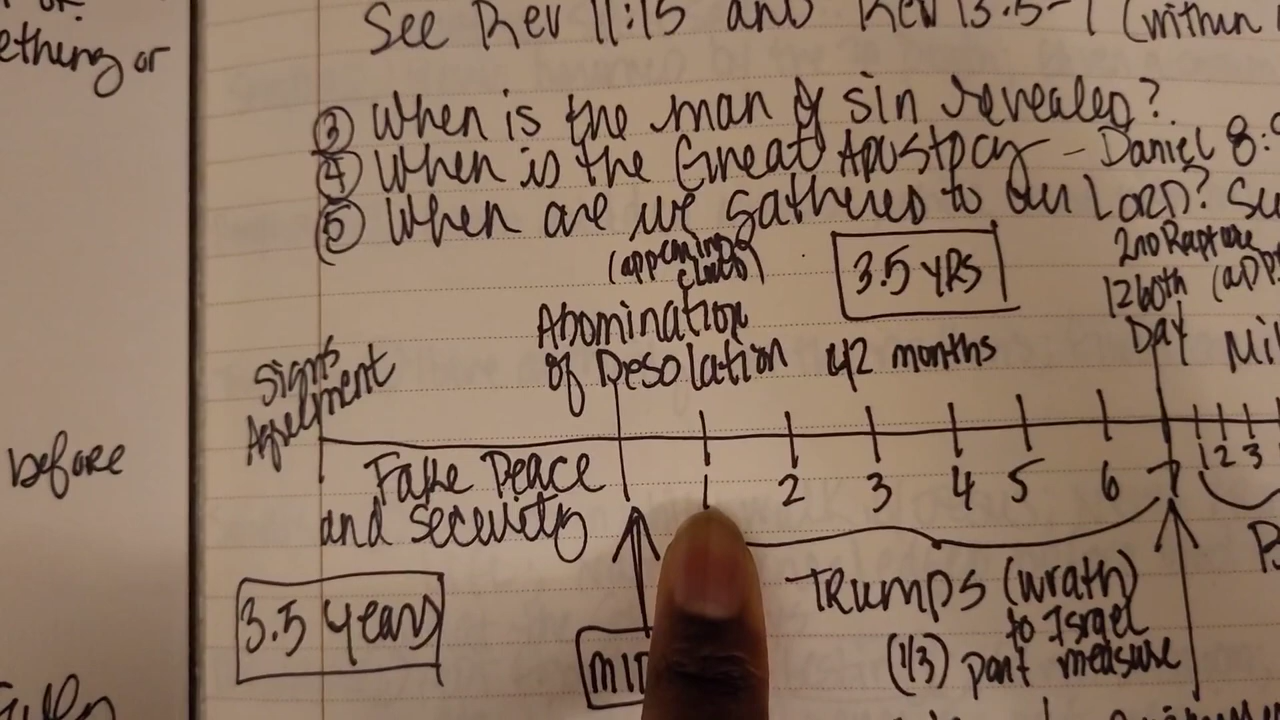 ething or
before
See Rev 11:15 and Rev 13:5-7 (within
③ When is the man of sin revealed?
④ When is the Great Apostpcy - Daniel 8:9
⑤ When are we gathered to our Lord?
(appearing
3.5 YRS
2nd Rapture
1260th
Day
Abomination
of Desolation 42 months
Signs
Agreement
Fake Peace
and security
1 2 3 4 5 6 7 1 2 3
3.5 years
TRUMPS (wrath)
to Israel
(1/3) part measure